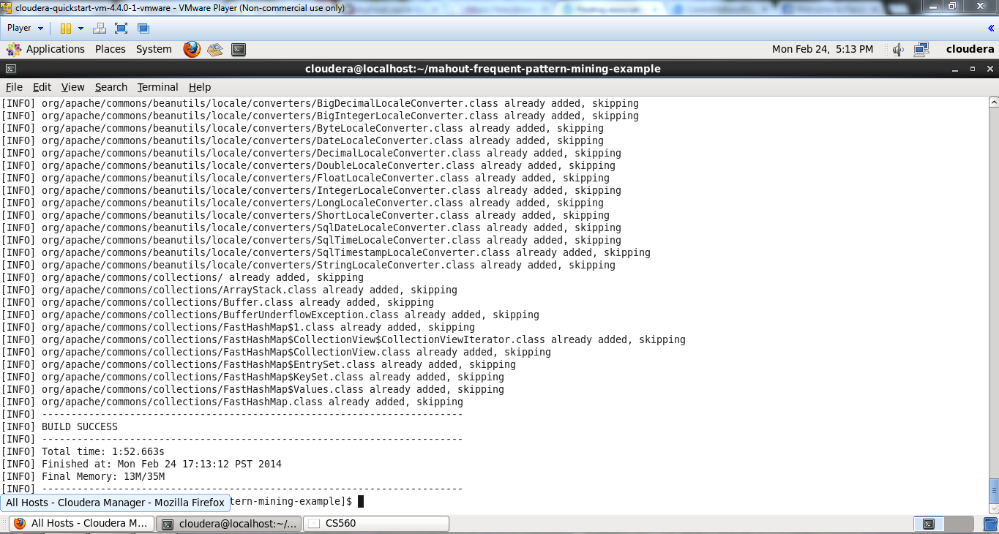 cloudera-quickstart-vm-4.4.0-1-vmware - VMware Player (Non-commercial use only)
Player
Applications Places System Mon Feb 24, 5:13 PM cloudera
cloudera@localhost:~/mahout-frequent-pattern-mining-example
File Edit View Search Terminal Help
[INFO] org/apache/commons/beanutils/locale/converters/BigDecimalLocaleConverter.class already added, skipping
[INFO] org/apache/commons/beanutils/locale/converters/BigIntegerLocaleConverter.class already added, skipping
[INFO] org/apache/commons/beanutils/locale/converters/ByteLocaleConverter.class already added, skipping
[INFO] org/apache/commons/beanutils/locale/converters/DateLocaleConverter.class already added, skipping
[INFO] org/apache/commons/beanutils/locale/converters/DecimalLocaleConverter.class already added, skipping
[INFO] org/apache/commons/beanutils/locale/converters/DoubleLocaleConverter.class already added, skipping
[INFO] org/apache/commons/beanutils/locale/converters/FloatLocaleConverter.class already added, skipping
[INFO] org/apache/commons/beanutils/locale/converters/IntegerLocaleConverter.class already added, skipping
[INFO] org/apache/commons/beanutils/locale/converters/LongLocaleConverter.class already added, skipping
[INFO] org/apache/commons/beanutils/locale/converters/ShortLocaleConverter.class already added, skipping
[INFO] org/apache/commons/beanutils/locale/converters/SqlDateLocaleConverter.class already added, skipping
[INFO] org/apache/commons/beanutils/locale/converters/SqlTimeLocaleConverter.class already added, skipping
[INFO] org/apache/commons/beanutils/locale/converters/SqlTimestampLocaleConverter.class already added, skipping
[INFO] org/apache/commons/beanutils/locale/converters/StringLocaleConverter.class already added, skipping
[INFO] org/apache/commons/collections/ already added, skipping
[INFO] org/apache/commons/collections/ArrayStack.class already added, skipping
[INFO] org/apache/commons/collections/Buffer.class already added, skipping
[INFO] org/apache/commons/collections/BufferUnderflowException.class already added, skipping
[INFO] org/apache/commons/collections/FastHashMap$1.class already added, skipping
[INFO] org/apache/commons/collections/FastHashMap$CollectionView$CollectionViewIterator.class already added, skipping
[INFO] org/apache/commons/collections/FastHashMap$CollectionView.class already added, skipping
[INFO] org/apache/commons/collections/FastHashMap$EntrySet.class already added, skipping
[INFO] org/apache/commons/collections/FastHashMap$KeySet.class already added, skipping
[INFO] org/apache/commons/collections/FastHashMap$Values.class already added, skipping
[INFO] org/apache/commons/collections/FastHashMap.class already added, skipping
[INFO] ------------------------------------------------------------------------
[INFO] BUILD SUCCESS
[INFO] ------------------------------------------------------------------------
[INFO] Total time: 1:52.663s
[INFO] Finished at: Mon Feb 24 17:13:12 PST 2014
[INFO] Final Memory: 13M/35M
[INFO] ------------------------------------------------------------------------
All Hosts - Cloudera Manager - Mozilla Firefox tern-mining-example]$
All Hosts - Cloudera M... cloudera@localhost:~/... CS560